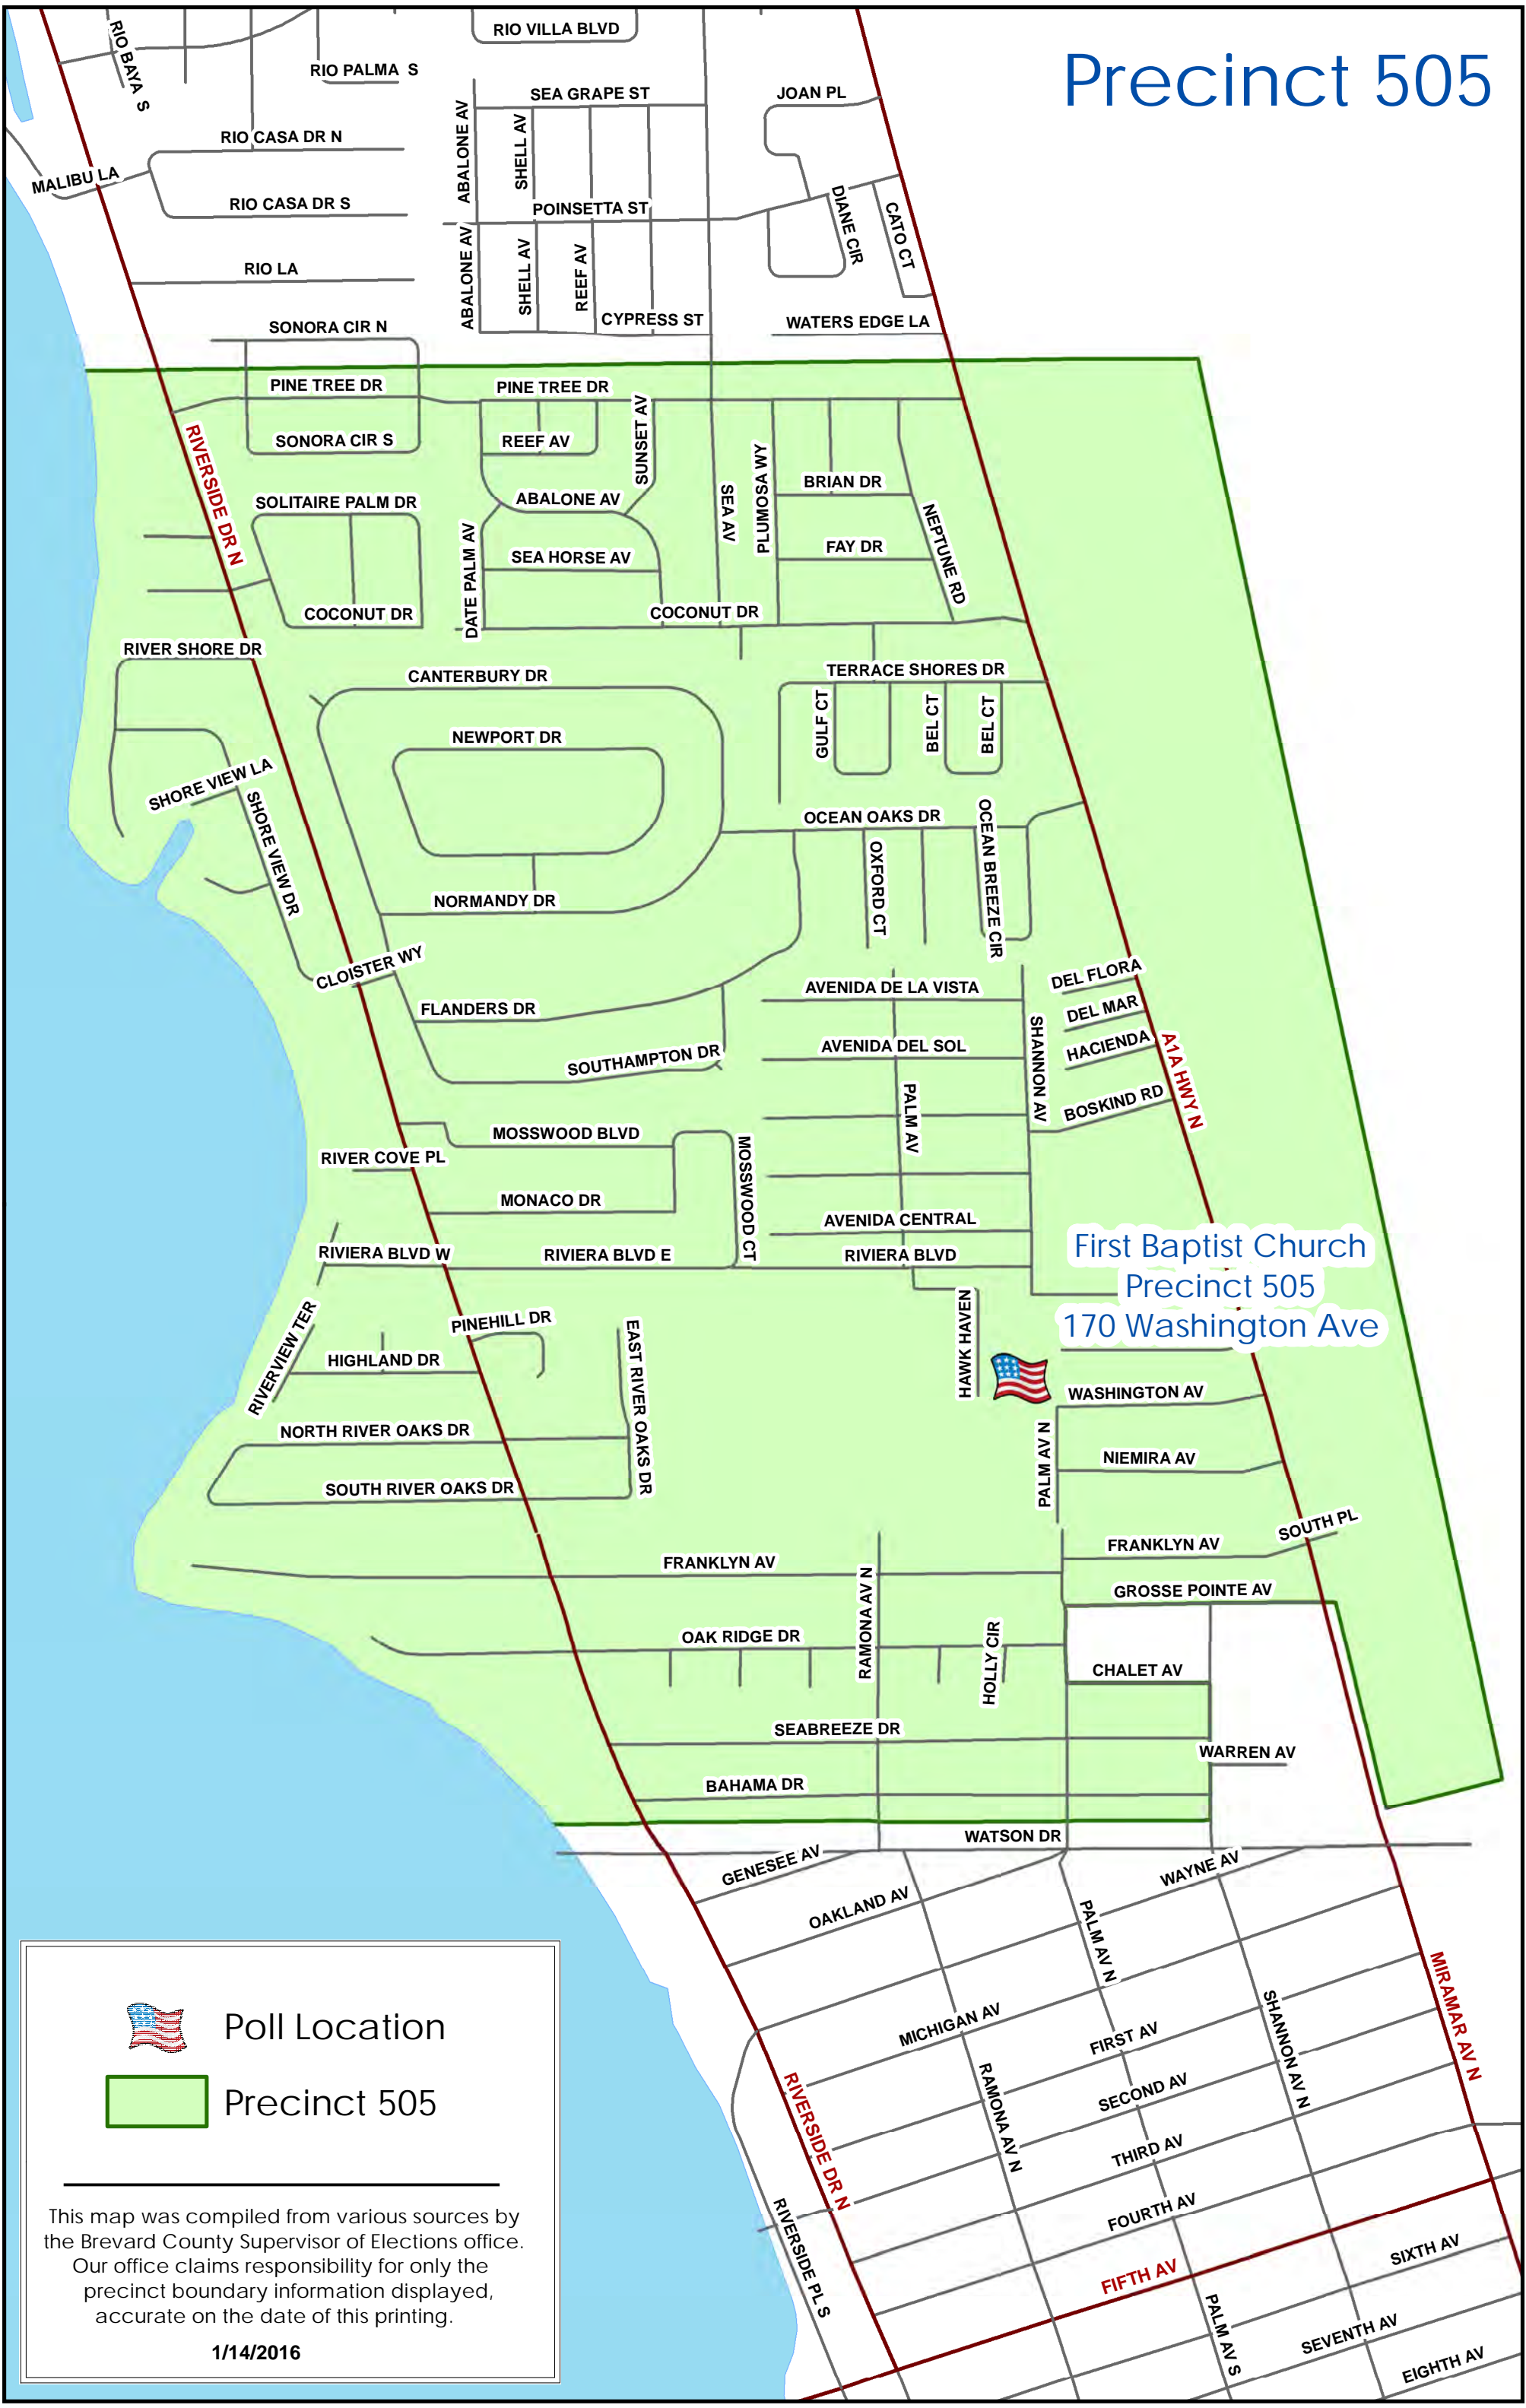 Precinct 505
RIO VILLA BLVD
RIO BAYA S
RIO PALMA S
SEA GRAPE ST
JOAN PL
ABALONE AV
SHELL AV
RIO CASA DR N
MALIBU LA
RIO CASA DR S
POINSETTA ST
DIANE CIR
CATO CT
ABALONE AV
SHELL AV
REEF AV
RIO LA
SONORA CIR N
CYPRESS ST
WATERS EDGE LA
PINE TREE DR
PINE TREE DR
RIVERSIDE DR N
SONORA CIR S
REEF AV
SUNSET AV
SEA AV
PLUMOSA WY
BRIAN DR
NEPTUNE RD
SOLITAIRE PALM DR
ABALONE AV
DATE PALM AV
SEA HORSE AV
FAY DR
COCONUT DR
COCONUT DR
RIVER SHORE DR
CANTERBURY DR
TERRACE SHORES DR
GULF CT
BEL CT
BEL CT
NEWPORT DR
SHORE VIEW LA
SHORE VIEW DR
OCEAN OAKS DR
OXFORD CT
OCEAN BREEZE CIR
NORMANDY DR
CLOISTER WY
FLANDERS DR
AVENIDA DE LA VISTA
DEL FLORA
DEL MAR
HACIENDA
A1A HWY N
SHANNON AV
SOUTHAMPTON DR
AVENIDA DEL SOL
PALM AV
BOSKIND RD
MOSSWOOD BLVD
MOSSWOOD CT
RIVER COVE PL
MONACO DR
AVENIDA CENTRAL
RIVIERA BLVD W
RIVIERA BLVD E
RIVIERA BLVD
First Baptist Church
Precinct 505
170 Washington Ave
HAWK HAVEN
RIVERVIEW TER
PINEHILL DR
HIGHLAND DR
EAST RIVER OAKS DR
WASHINGTON AV
PALM AV N
NORTH RIVER OAKS DR
NIEMIRA AV
SOUTH RIVER OAKS DR
SOUTH PL
FRANKLYN AV
FRANKLYN AV
GROSSE POINTE AV
RAMONA AV N
OAK RIDGE DR
HOLLY CIR
CHALET AV
SEABREEZE DR
WARREN AV
BAHAMA DR
WATSON DR
GENESEE AV
WAYNE AV
OAKLAND AV
PALM AV N
MICHIGAN AV
FIRST AV
SHANNON AV N
MIRAMAR AV N
RIVERSIDE DR N
RAMONA AV N
SECOND AV
THIRD AV
FOURTH AV
RIVERSIDE PL S
FIFTH AV
SIXTH AV
PALM AV S
SEVENTH AV
EIGHTH AV
Poll Location
Precinct 505
This map was compiled from various sources by
the Brevard County Supervisor of Elections office.
Our office claims responsibility for only the
precinct boundary information displayed,
accurate on the date of this printing.
1/14/2016